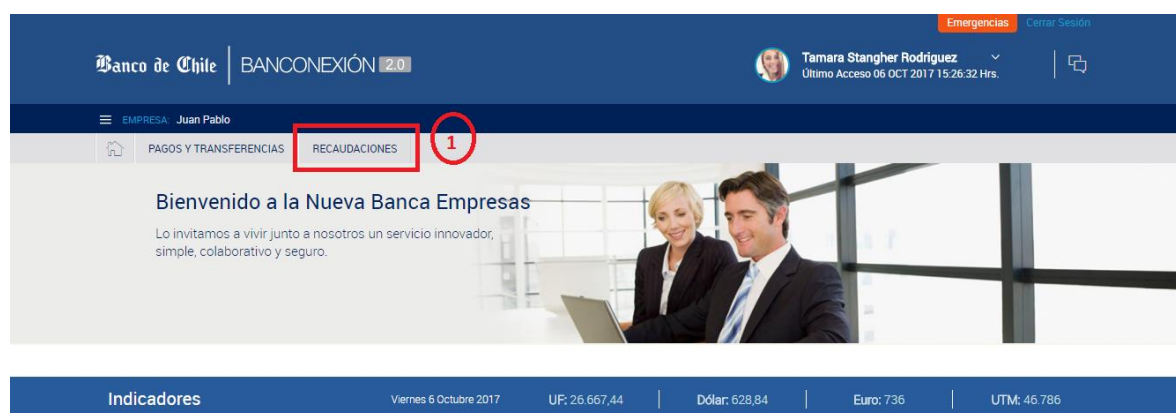 Emergencias Cerrar Sesión
Banco de Chile BANCONEXIÓN 2.0
Tamara Stangher Rodriguez
Último Acceso 06 OCT 2017 15:26:32 Hrs.
EMPRESA: Juan Pablo
PAGOS Y TRANSFERENCIAS RECAUDACIONES 1
Bienvenido a la Nueva Banca Empresas
Lo invitamos a vivir junto a nosotros un servicio innovador,
simple, colaborativo y seguro.
Indicadores Viernes 6 Octubre 2017 UF: 26.667,44 Dólar: 628,84 Euro: 736 UTM: 46.786